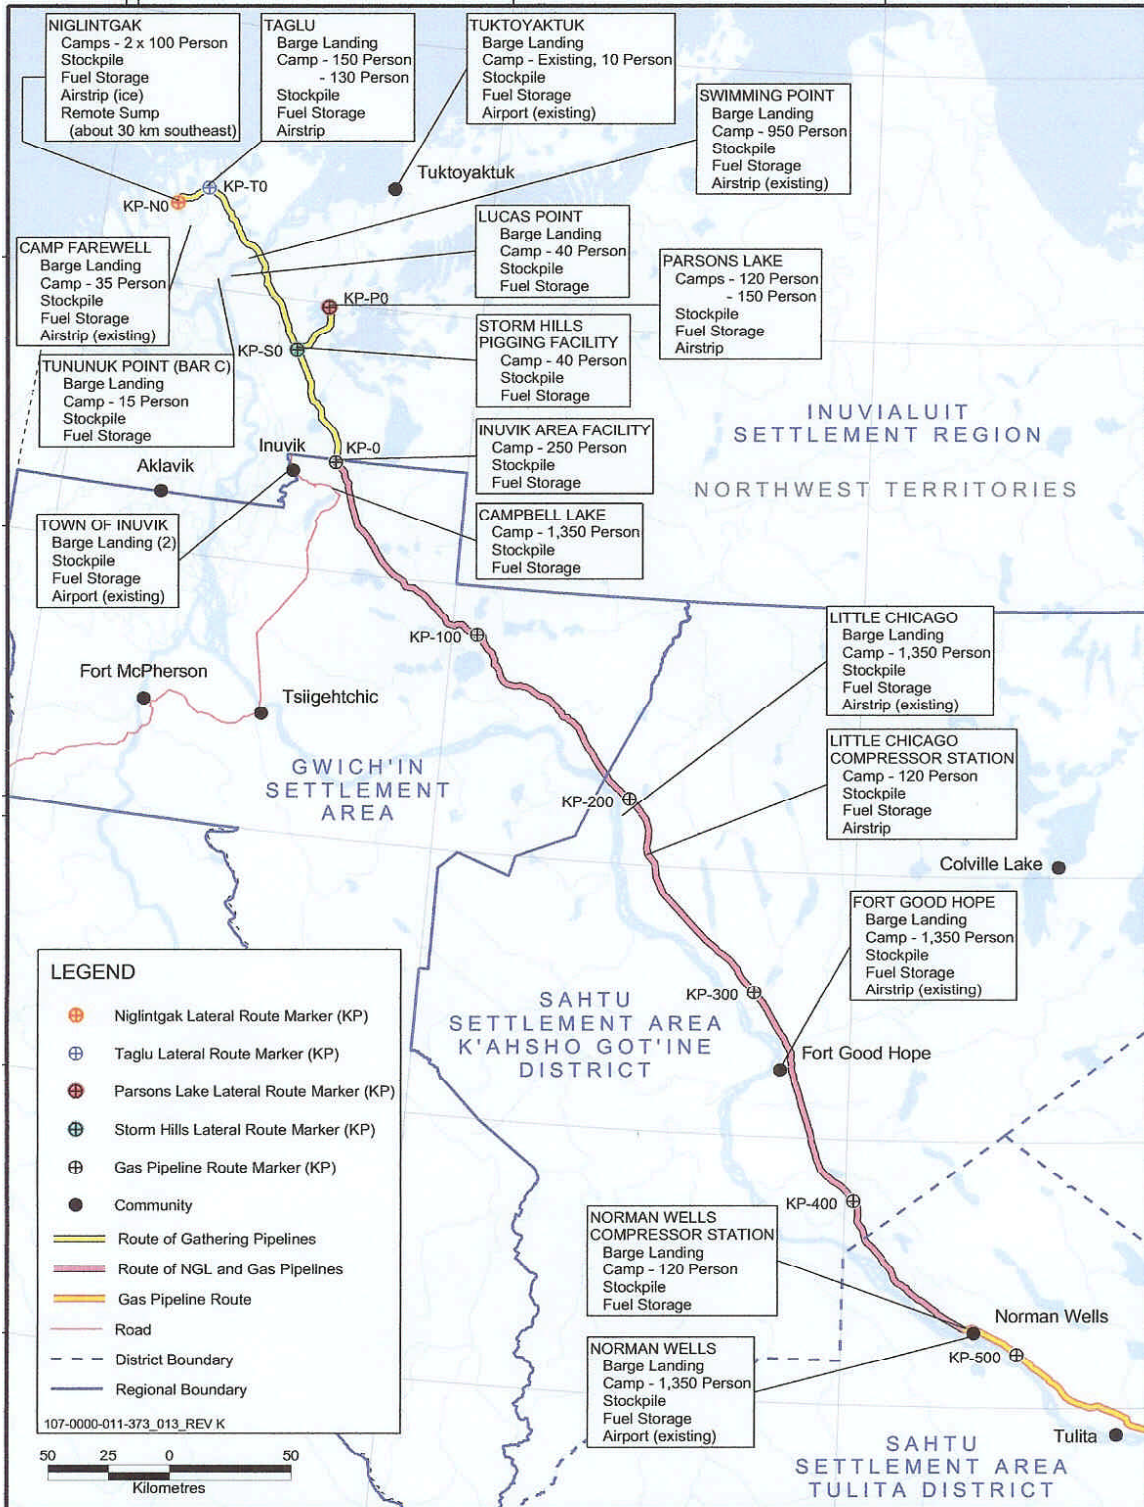 NIGLINTGAK
Camps - 2 x 100 Person
Stockpile
Fuel Storage
Airstrip (ice)
Remote Sump
(about 30 km southeast)
TAGLU
Barge Landing
Camp - 150 Person
- 130 Person
Stockpile
Fuel Storage
Airstrip
TUKTOYAKTUK
Barge Landing
Camp - Existing, 10 Person
Stockpile
Fuel Storage
Airport (existing)
SWIMMING POINT
Barge Landing
Camp - 950 Person
Stockpile
Fuel Storage
Airstrip (existing)
Tuktoyaktuk
KP-T0
KP-N0
LUCAS POINT
Barge Landing
Camp - 40 Person
Stockpile
Fuel Storage
CAMP FAREWELL
Barge Landing
Camp - 35 Person
Stockpile
Fuel Storage
Airstrip (existing)
PARSONS LAKE
Camps - 120 Person
- 150 Person
Stockpile
Fuel Storage
Airstrip
KP-P0
STORM HILLS
PIGGING FACILITY
Camp - 40 Person
Stockpile
Fuel Storage
KP-S0
TUNUNUK POINT (BAR C)
Barge Landing
Camp - 15 Person
Stockpile
Fuel Storage
INUVIALUIT
SETTLEMENT REGION
NORTHWEST TERRITORIES
INUVIK AREA FACILITY
Camp - 250 Person
Stockpile
Fuel Storage
Inuvik
KP-0
Aklavik
CAMPBELL LAKE
Camp - 1,350 Person
Stockpile
Fuel Storage
TOWN OF INUVIK
Barge Landing (2)
Stockpile
Fuel Storage
Airport (existing)
LITTLE CHICAGO
Barge Landing
Camp - 1,350 Person
Stockpile
Fuel Storage
Airstrip (existing)
KP-100
Fort McPherson
Tsiigehtchic
LITTLE CHICAGO
COMPRESSOR STATION
Camp - 120 Person
Stockpile
Fuel Storage
Airstrip
GWICH'IN
SETTLEMENT
AREA
KP-200
Colville Lake
FORT GOOD HOPE
Barge Landing
Camp - 1,350 Person
Stockpile
Fuel Storage
Airstrip (existing)
KP-300
SAHTU
SETTLEMENT AREA
K'AHSHO GOT'INE
DISTRICT
Fort Good Hope
LEGEND
Niglintgak Lateral Route Marker (KP)
Taglu Lateral Route Marker (KP)
Parsons Lake Lateral Route Marker (KP)
Storm Hills Lateral Route Marker (KP)
Gas Pipeline Route Marker (KP)
Community
Route of Gathering Pipelines
Route of NGL and Gas Pipelines
Gas Pipeline Route
Road
District Boundary
Regional Boundary
107-0000-011-373_013_REV K
50 25 0 50
Kilometres
KP-400
NORMAN WELLS
COMPRESSOR STATION
Barge Landing
Camp - 120 Person
Stockpile
Fuel Storage
Norman Wells
KP-500
NORMAN WELLS
Barge Landing
Camp - 1,350 Person
Stockpile
Fuel Storage
Airport (existing)
Tulita
SAHTU
SETTLEMENT AREA
TULITA DISTRICT